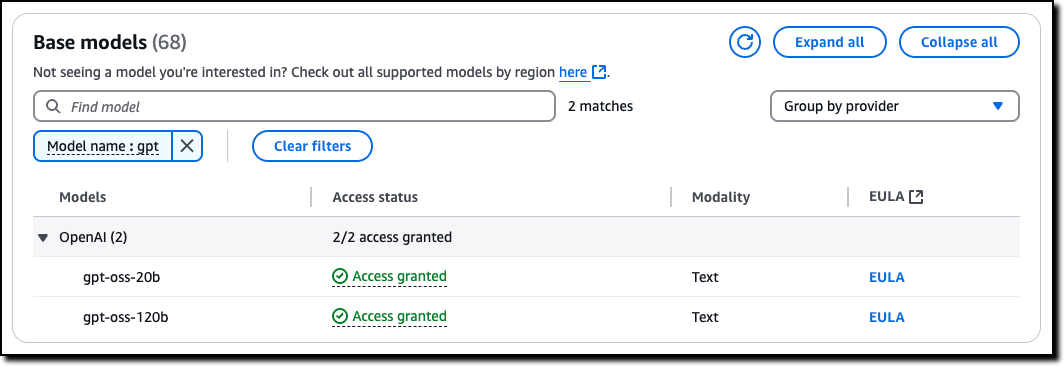 Base models (68)
Expand all
Collapse all
Not seeing a model you're interested in? Check out all supported models by region here.
Find model
2 matches
Group by provider
Model name : gpt
Clear filters
Models
Access status
Modality
EULA
OpenAI (2)
2/2 access granted
gpt-oss-20b
Access granted
Text
EULA
gpt-oss-120b
Access granted
Text
EULA